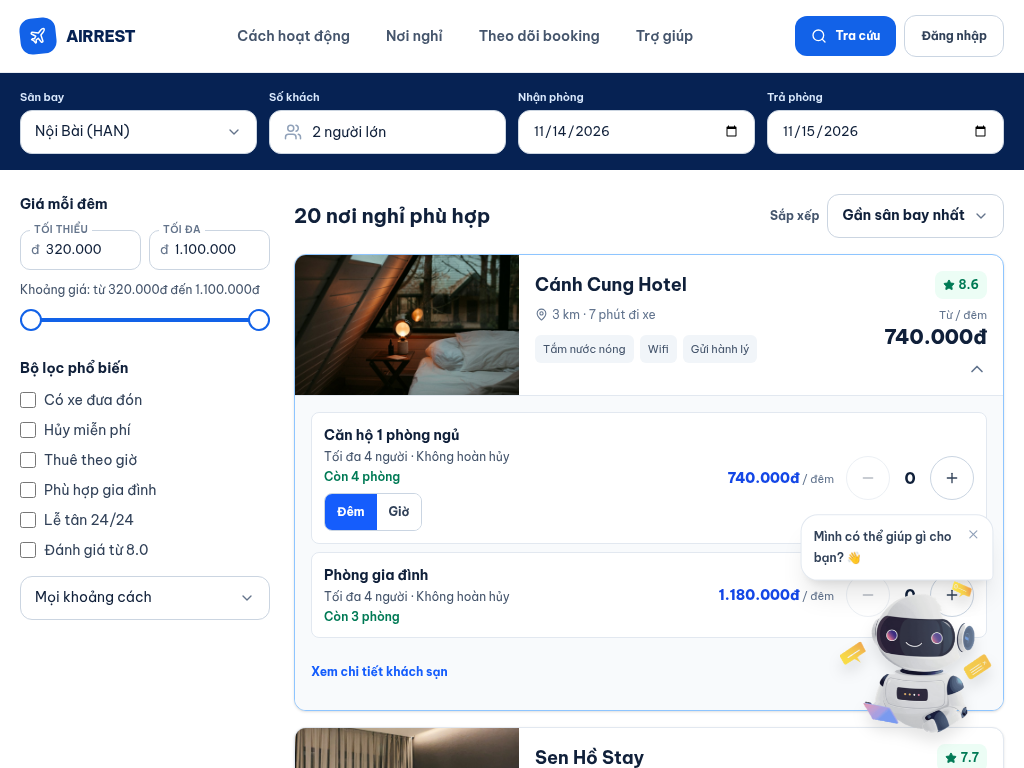 AIRREST
Cách hoạt động
Nơi nghỉ
Theo dõi booking
Trợ giúp
Tra cứu
Đăng nhập
Sân bay
Số khách
Nhận phòng
Trả phòng
Nội Bài (HAN)
2 người lớn
11/14/2026
11/15/2026
Giá mỗi đêm
TỐI THIỂU
TỐI ĐA
đ 320.000
đ 1.100.000
Khoảng giá: từ 320.000đ đến 1.100.000đ
Bộ lọc phổ biến
Có xe đưa đón
Hủy miễn phí
Thuê theo giờ
Phù hợp gia đình
Lễ tân 24/24
Đánh giá từ 8.0
Mọi khoảng cách
20 nơi nghỉ phù hợp
Sắp xếp
Gần sân bay nhất
Cánh Cung Hotel
8.6
3 km · 7 phút đi xe
Từ / đêm
740.000đ
Tắm nước nóng
Wifi
Gửi hành lý
Căn hộ 1 phòng ngủ
Tối đa 4 người · Không hoàn hủy
Còn 4 phòng
Đêm
Giờ
740.000đ / đêm
0
Mình có thể giúp gì cho
bạn? 👋
Phòng gia đình
Tối đa 4 người · Không hoàn hủy
Còn 3 phòng
1.180.000đ / đêm
0
Xem chi tiết khách sạn
Sen Hồ Stay
7.7